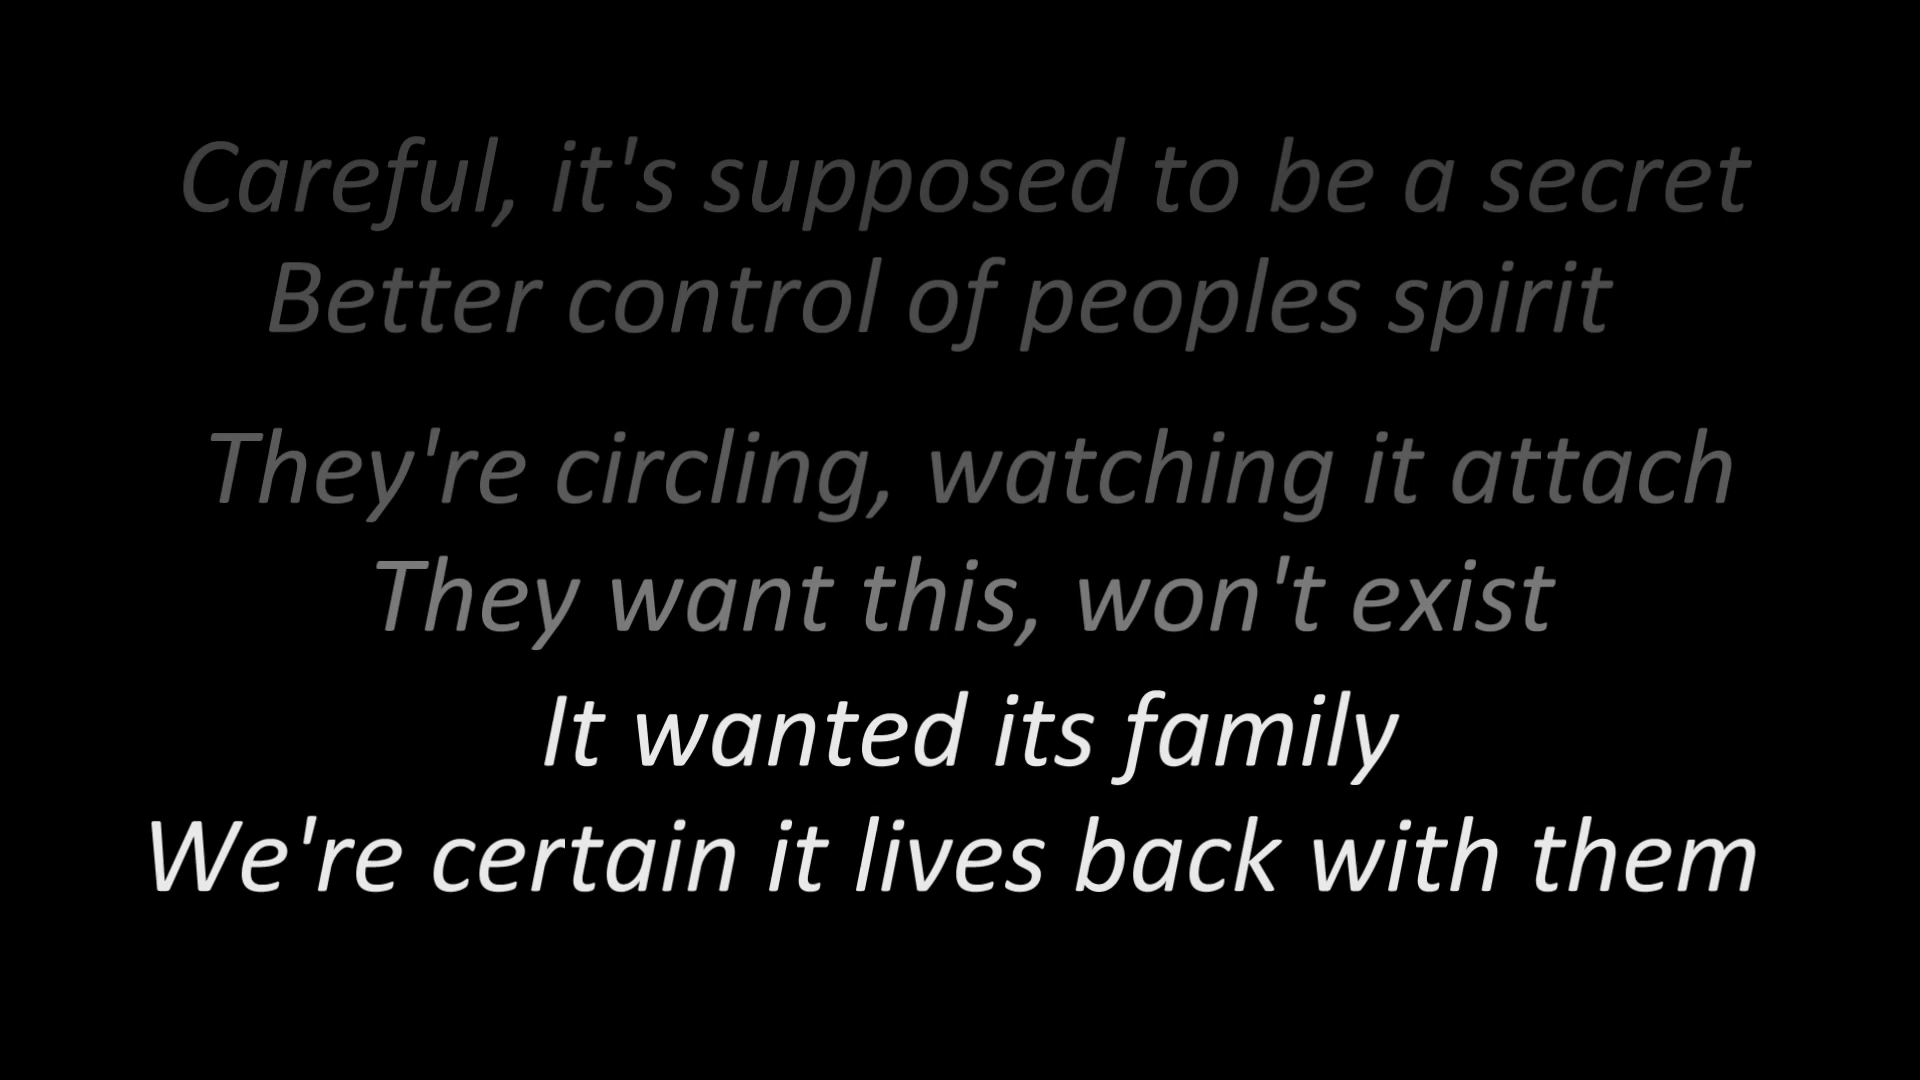 Careful, it's supposed to be a secret
Better control of peoples spirit
They're circling, watching it attach
They want this, won't exist
It wanted its family
We're certain it lives back with them